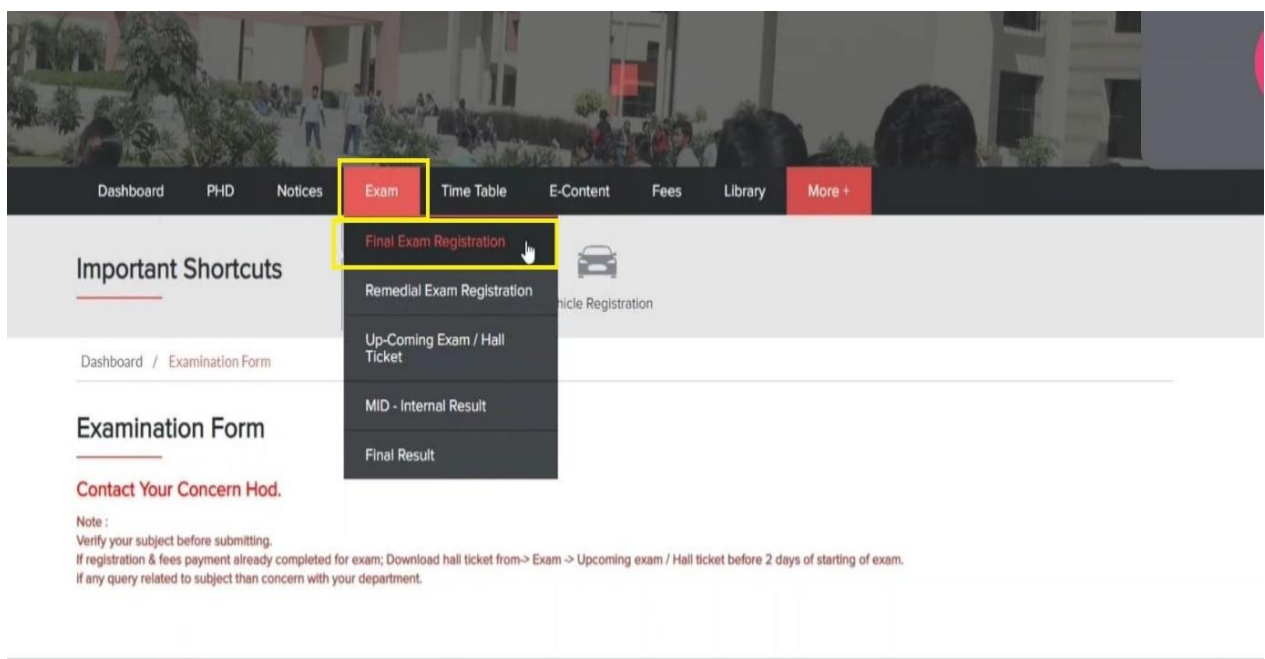 Dashboard PHD Notices Exam Time Table E-Content Fees Library More +
Important Shortcuts
Final Exam Registration
Remedial Exam Registration
Up-Coming Exam / Hall
Ticket
MID - Internal Result
Final Result
hicle Registration
Dashboard / Examination Form
Examination Form
Contact Your Concern Hod.
Note :
Verify your subject before submitting.
If registration & fees payment already completed for exam; Download hall ticket from-> Exam -> Upcoming exam / Hall ticket before 2 days of starting of exam.
If any query related to subject than concern with your department.